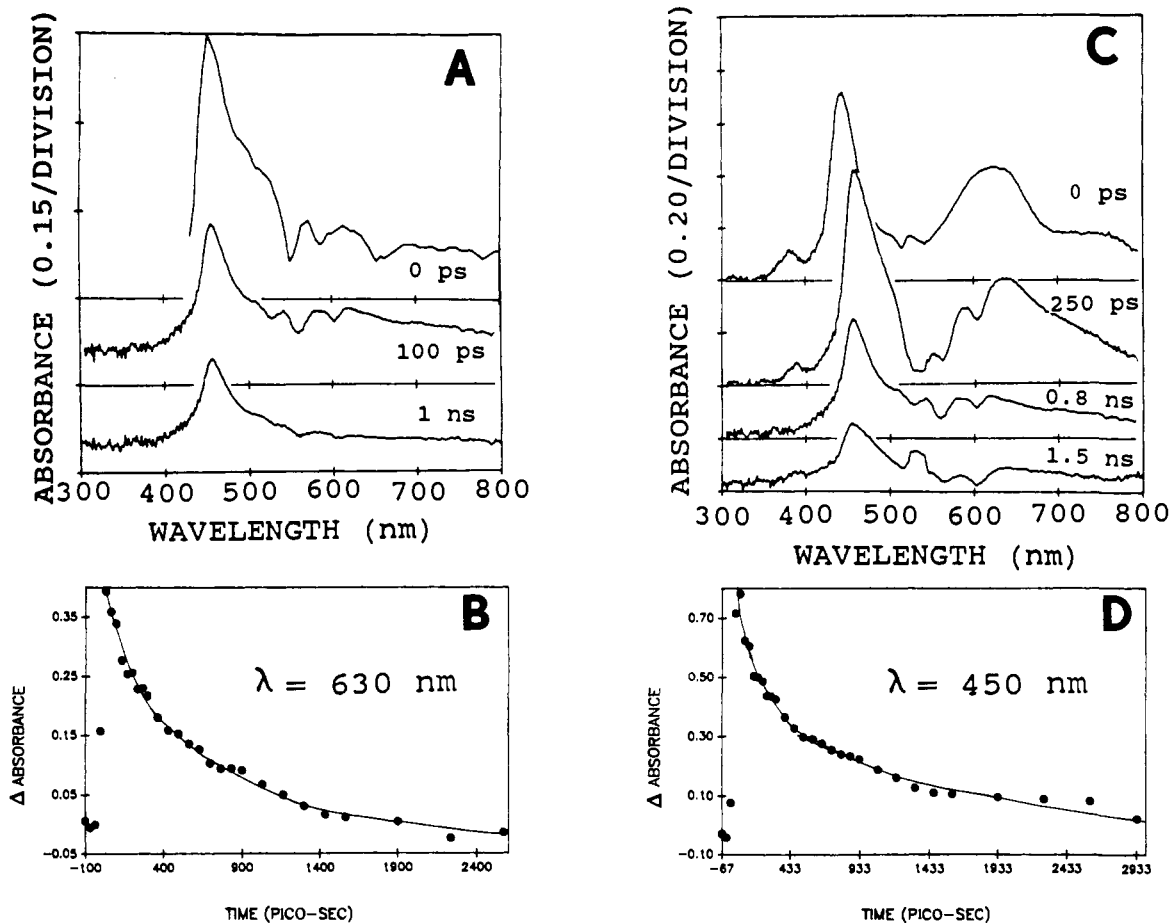 A
ABSORBANCE (0.15/DIVISION)
0 ps
100 ps
1 ns
300 400 500 600 700 800
WAVELENGTH (nm)
C
ABSORBANCE (0.20/DIVISION)
0 ps
250 ps
0.8 ns
1.5 ns
300 400 500 600 700 800
WAVELENGTH (nm)
B
λ = 630 nm
Δ ABSORBANCE
0.35
0.25
0.15
0.05
-0.05
-100 400 900 1400 1900 2400
TIME (PICO-SEC)
D
λ = 450 nm
Δ ABSORBANCE
0.70
0.50
0.30
0.10
-0.10
-67 433 933 1433 1933 2433 2933
TIME (PICO-SEC)